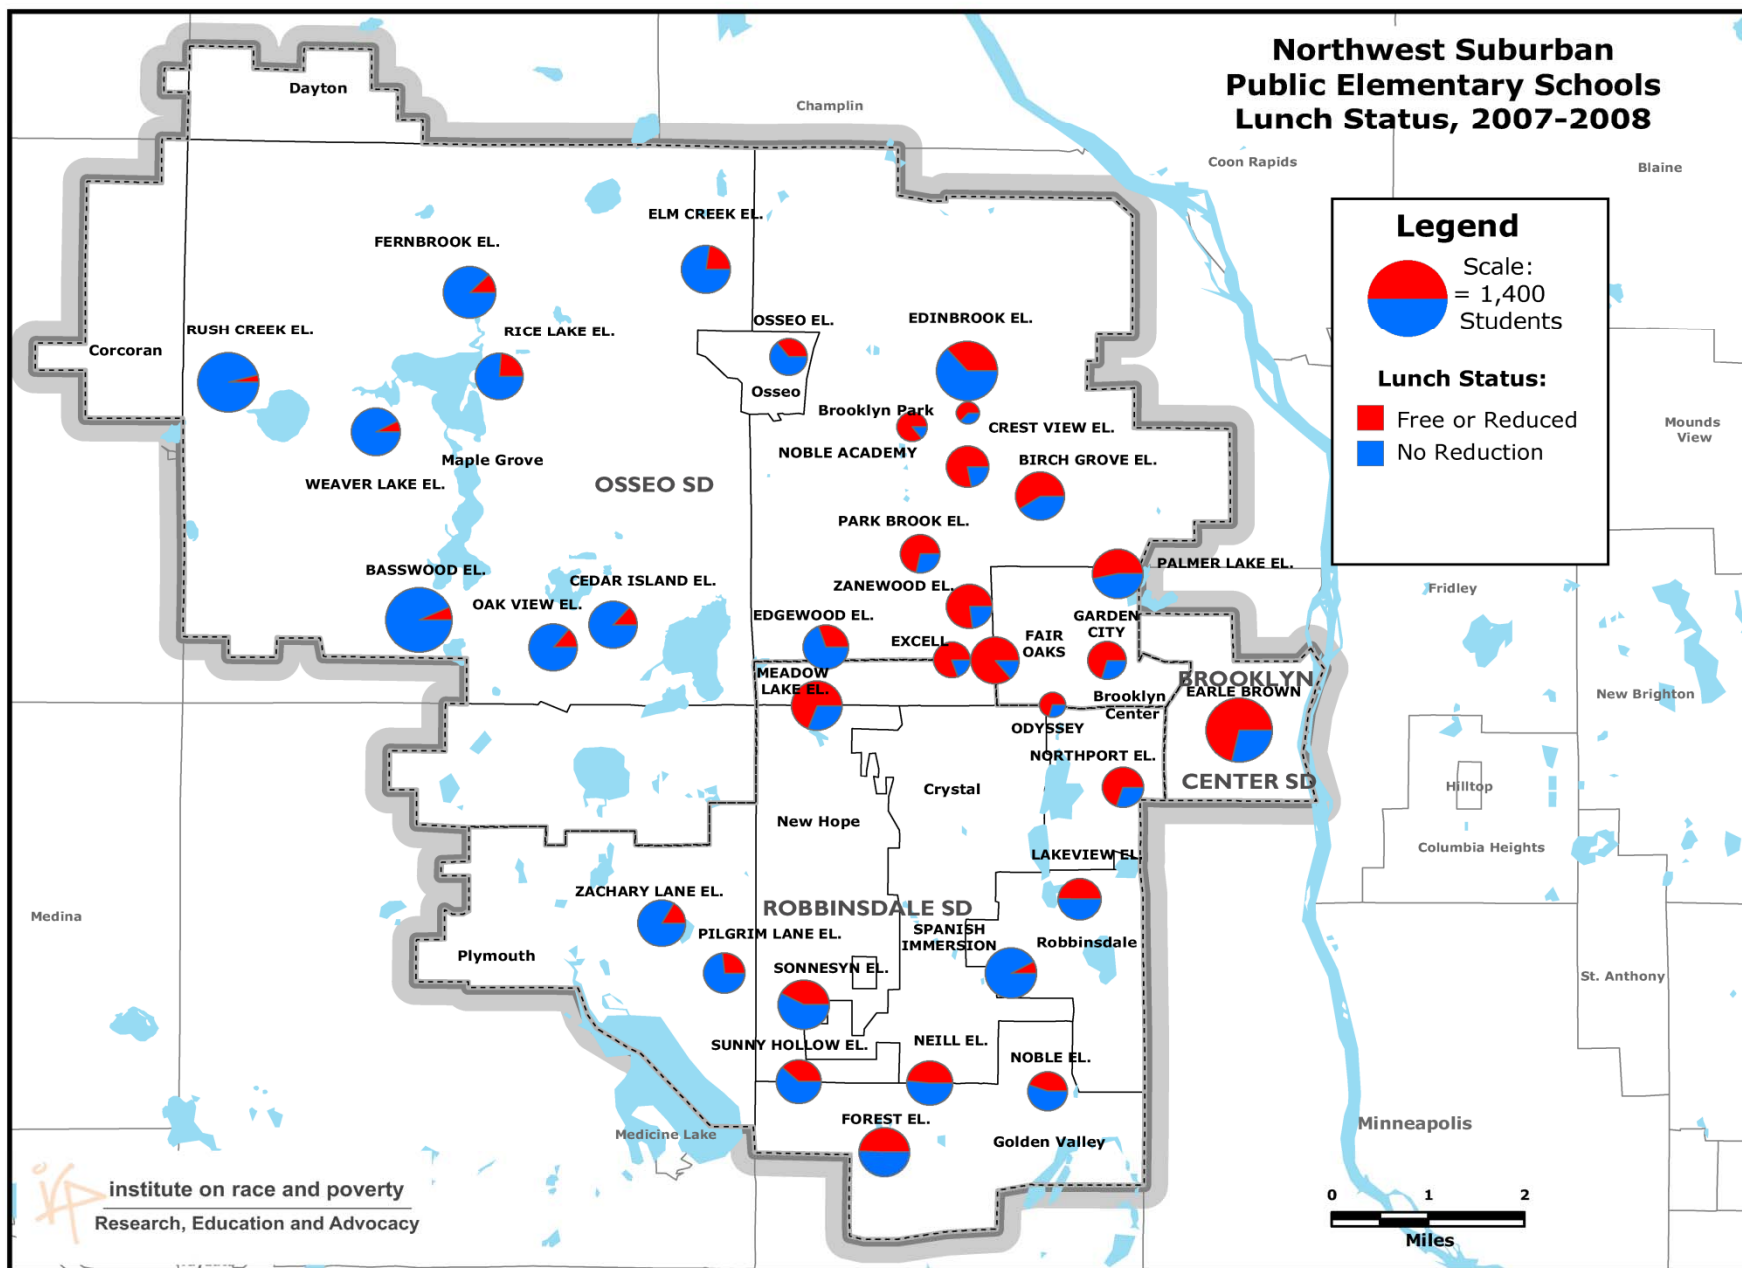 Northwest Suburban
Public Elementary Schools
Lunch Status, 2007-2008
Dayton
Champlin
Coon Rapids
Blaine
Legend
Scale:
= 1,400
Students
Lunch Status:
Free or Reduced
No Reduction
ELM CREEK EL.
FERNBROOK EL.
RUSH CREEK EL.
RICE LAKE EL.
OSSEO EL.
EDINBROOK EL.
Corcoran
Osseo
Brooklyn Park
CREST VIEW EL.
NOBLE ACADEMY
BIRCH GROVE EL.
Mounds
View
Maple Grove
WEAVER LAKE EL.
OSSEO SD
PARK BROOK EL.
BASSWOOD EL.
CEDAR ISLAND EL.
OAK VIEW EL.
ZANEWOOD EL.
PALMER LAKE EL.
Fridley
EDGEWOOD EL.
EXCELL
FAIR
OAKS
GARDEN
CITY
MEADOW
LAKE EL.
BROOKLYN
EARLE BROWN
Brooklyn
Center
New Brighton
ODYSSEY
NORTHPORT EL.
CENTER SD
Crystal
Hilltop
New Hope
LAKEVIEW EL.
Columbia Heights
ZACHARY LANE EL.
ROBBINSDALE SD
Medina
PILGRIM LANE EL.
SPANISH
IMMERSION
Robbinsdale
Plymouth
SONNESYN EL.
St. Anthony
SUNNY HOLLOW EL.
NEILL EL.
NOBLE EL.
FOREST EL.
Medicine Lake
Golden Valley
Minneapolis
irp
institute on race and poverty
Research, Education and Advocacy
0 1 2
Miles